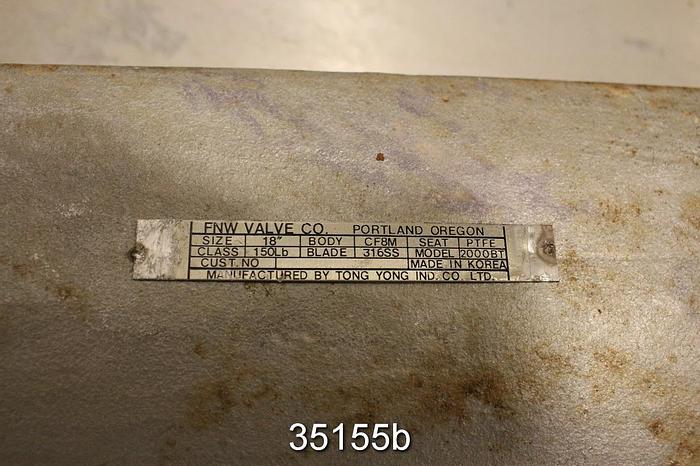 FNW VALVE CO. PORTLAND OREGON
SIZE 18" BODY CF8M SEAT PTFE
CLASS 150Lb BLADE 316SS MODEL 2000BT
CUST.NO MADE IN KOREA
MANUFACTURED BY TONG YONG IND. CO. LTD.
35155b